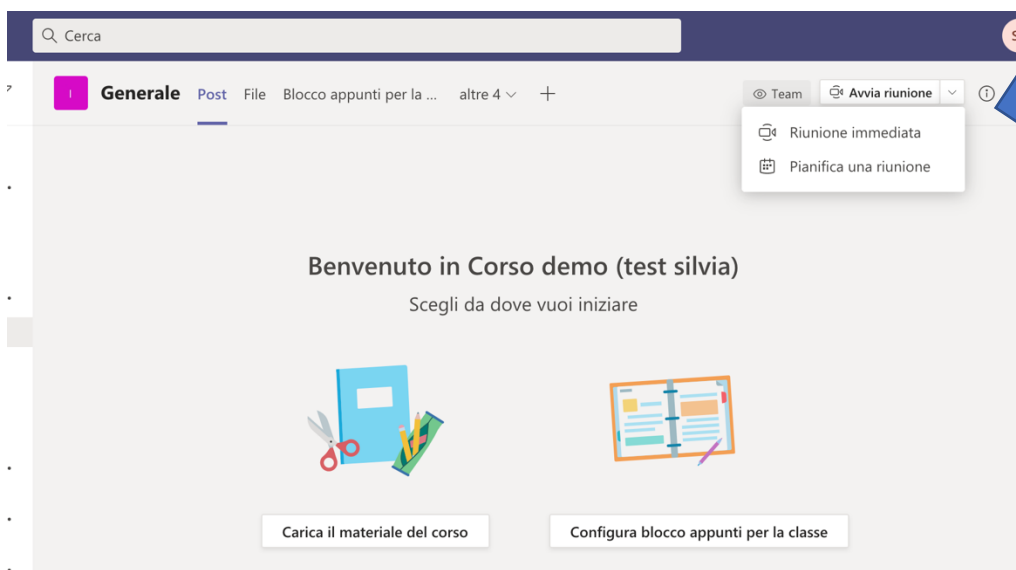 Cerca
I Generale Post File Blocco appunti per la ... altre 4
Team Avvia riunione
Riunione immediata
Pianifica una riunione
Benvenuto in Corso demo (test silvia)
Scegli da dove vuoi iniziare
Carica il materiale del corso
Configura blocco appunti per la classe